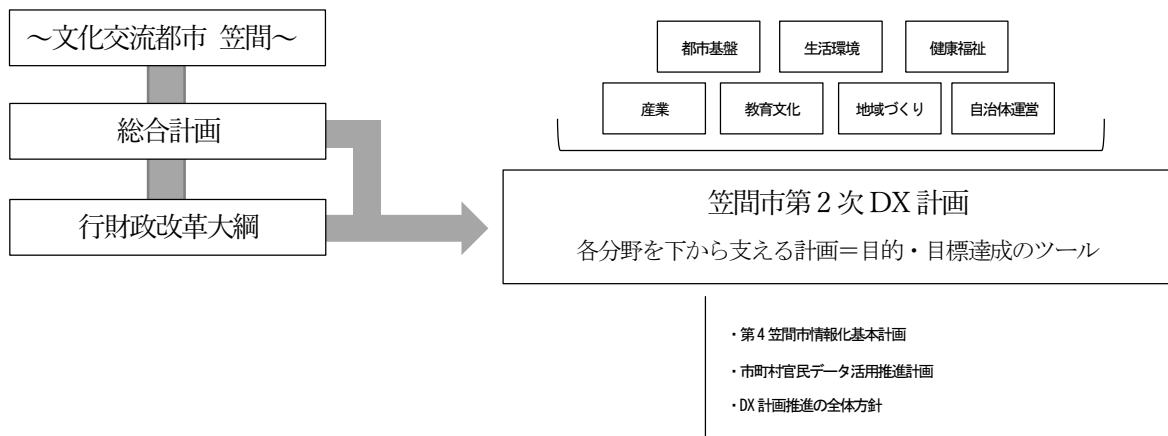 ～文化交流都市 笠間～
総合計画
行財政改革大綱
都市基盤
生活環境
健康福祉
産業
教育文化
地域づくり
自治体運営
笠間市第２次 DX 計画
各分野を下から支える計画＝目的・目標達成のツール
・第４笠間市情報化基本計画
・市町村官民データ活用推進計画
・DX 計画推進の全体方針